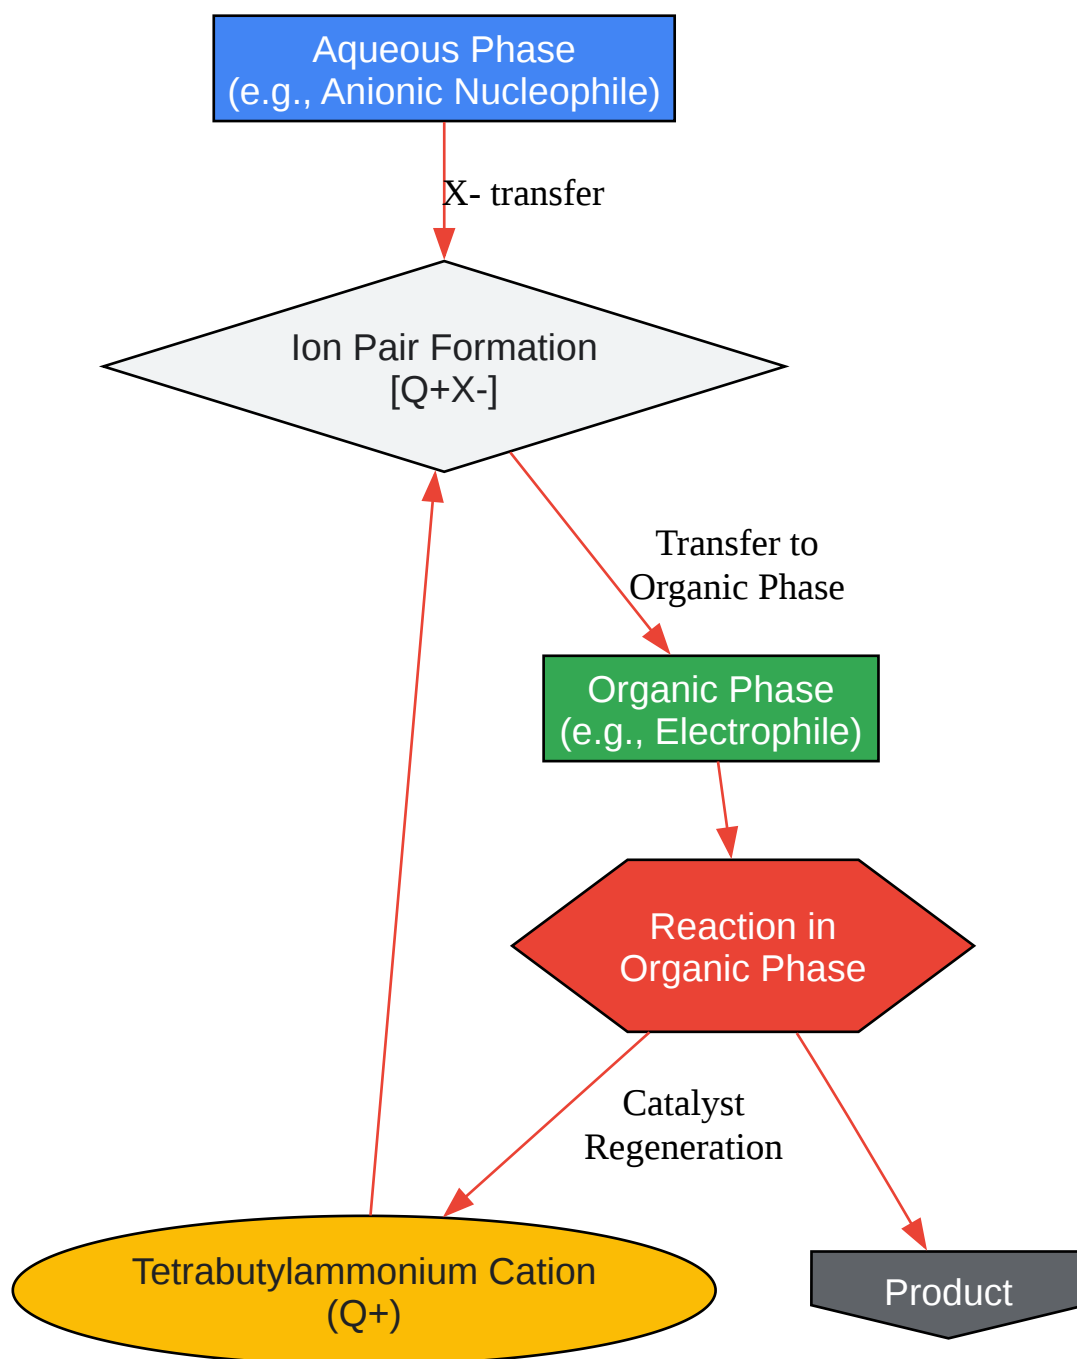 Aqueous Phase
(e.g., Anionic Nucleophile)
X- transfer
Ion Pair Formation
[Q+X-]
Transfer to
Organic Phase
Organic Phase
(e.g., Electrophile)
Reaction in
Organic Phase
Catalyst
Regeneration
Tetrabutylammonium Cation
(Q+)
Product